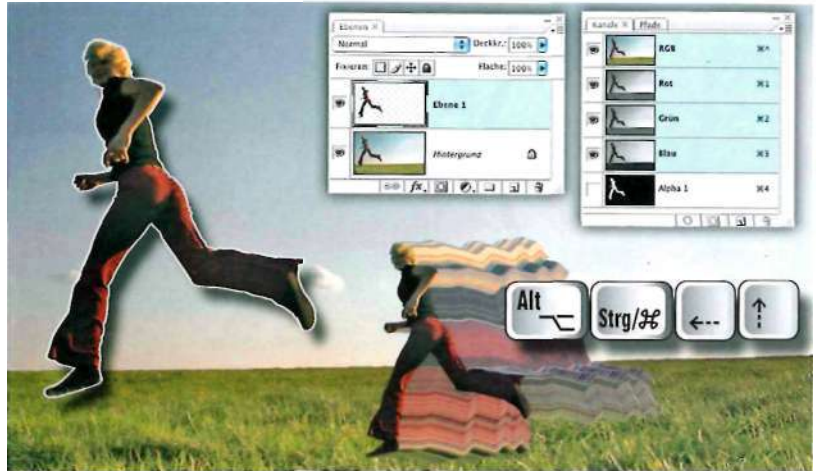 Ebenen ×
Normal Deckkr.: 100%
Fixieren: Fläche: 100%
Ebene 1
Hintergrund
fx.
Kanäle × Pfade
RGB ⌘^
Rot ⌘1
Grün ⌘2
Blau ⌘3
Alpha 1 ⌘4
Alt ⌥
Strg/⌘
←
↑